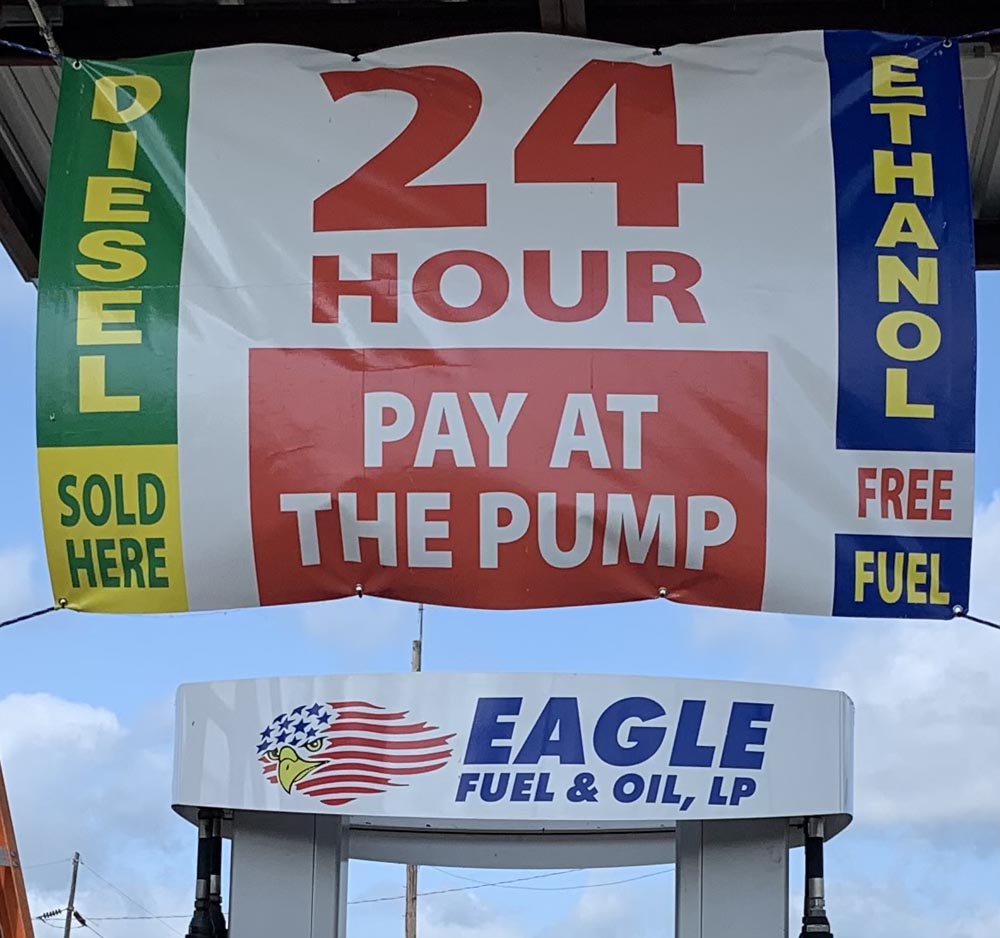 DIESEL
SOLD
HERE
24
HOUR
PAY AT
THE PUMP
ETHANOL
FREE
FUEL
EAGLE
FUEL & OIL, LP